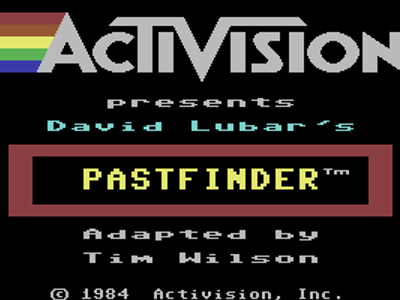 ACTIVISION
presents
David Lubar's
PASTFINDER™
Adapted by
Tim Wilson
© 1984 Activision, Inc.